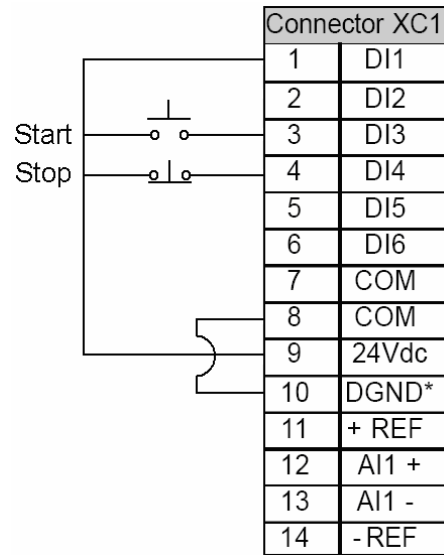 Connector XC1
1 DI1
2 DI2
Start 3 DI3
Stop 4 DI4
5 DI5
6 DI6
7 COM
8 COM
9 24Vdc
10 DGND*
11 + REF
12 AI1 +
13 AI1 -
14 - REF